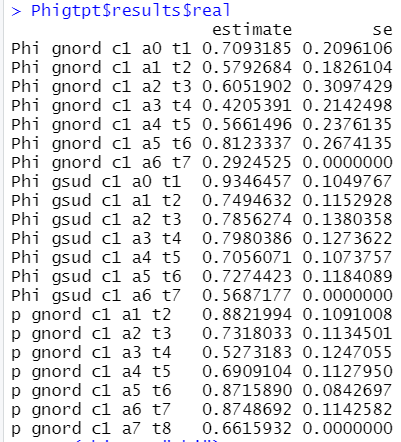 > Phigtpt$results$real
estimate se
Phi gnord c1 a0 t1 0.7093185 0.2096106
Phi gnord c1 a1 t2 0.5792684 0.1826104
Phi gnord c1 a2 t3 0.6051902 0.3097429
Phi gnord c1 a3 t4 0.4205391 0.2142498
Phi gnord c1 a4 t5 0.5661496 0.2376135
Phi gnord c1 a5 t6 0.8123337 0.2674135
Phi gnord c1 a6 t7 0.2924525 0.0000000
Phi gsud c1 a0 t1 0.9346457 0.1049767
Phi gsud c1 a1 t2 0.7494632 0.1152928
Phi gsud c1 a2 t3 0.7856274 0.1380358
Phi gsud c1 a3 t4 0.7980386 0.1273622
Phi gsud c1 a4 t5 0.7056071 0.1073757
Phi gsud c1 a5 t6 0.7274423 0.1184089
Phi gsud c1 a6 t7 0.5687177 0.0000000
p gnord c1 a1 t2 0.8821994 0.1091008
p gnord c1 a2 t3 0.7318033 0.1134501
p gnord c1 a3 t4 0.5273183 0.1247055
p gnord c1 a4 t5 0.6909104 0.1127950
p gnord c1 a5 t6 0.8715890 0.0842697
p gnord c1 a6 t7 0.8748692 0.1142582
p gnord c1 a7 t8 0.6615932 0.0000000